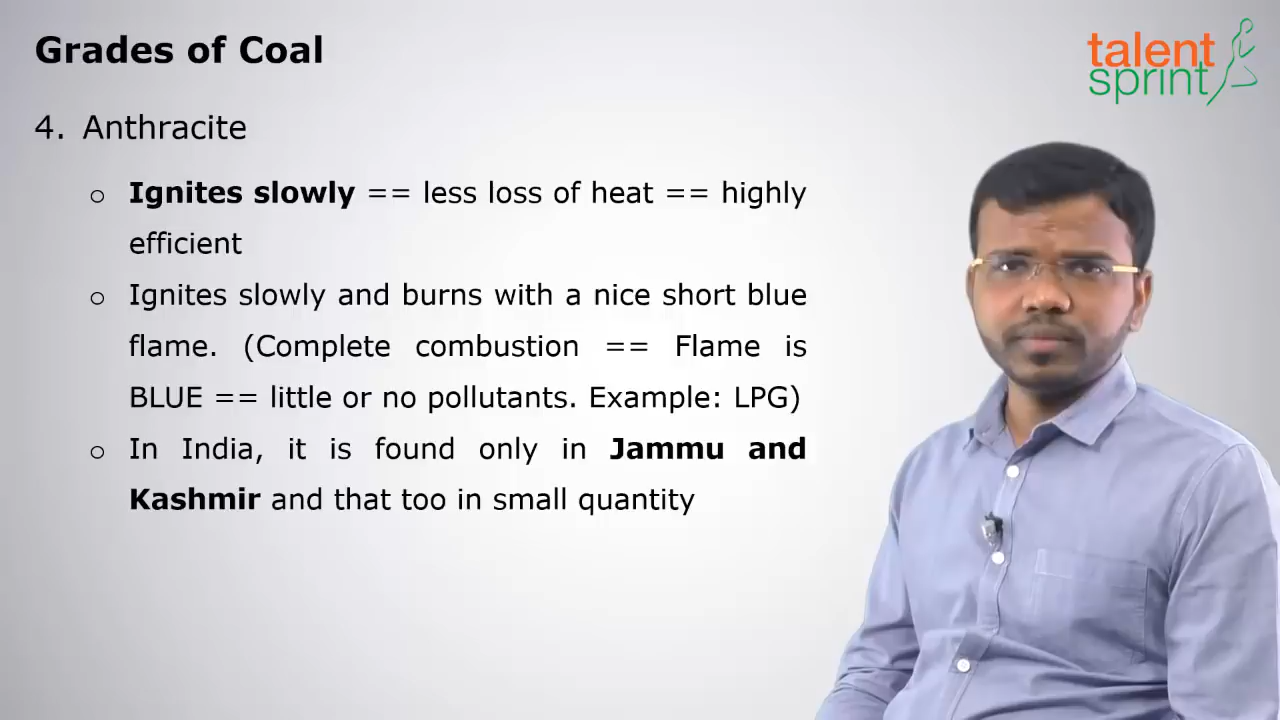 Grades of Coal
talent
sprint
4. Anthracite
o Ignites slowly == less loss of heat == highly
efficient
o Ignites slowly and burns with a nice short blue
flame. (Complete combustion == Flame is
BLUE == little or no pollutants. Example: LPG)
o In India, it is found only in Jammu and
Kashmir and that too in small quantity